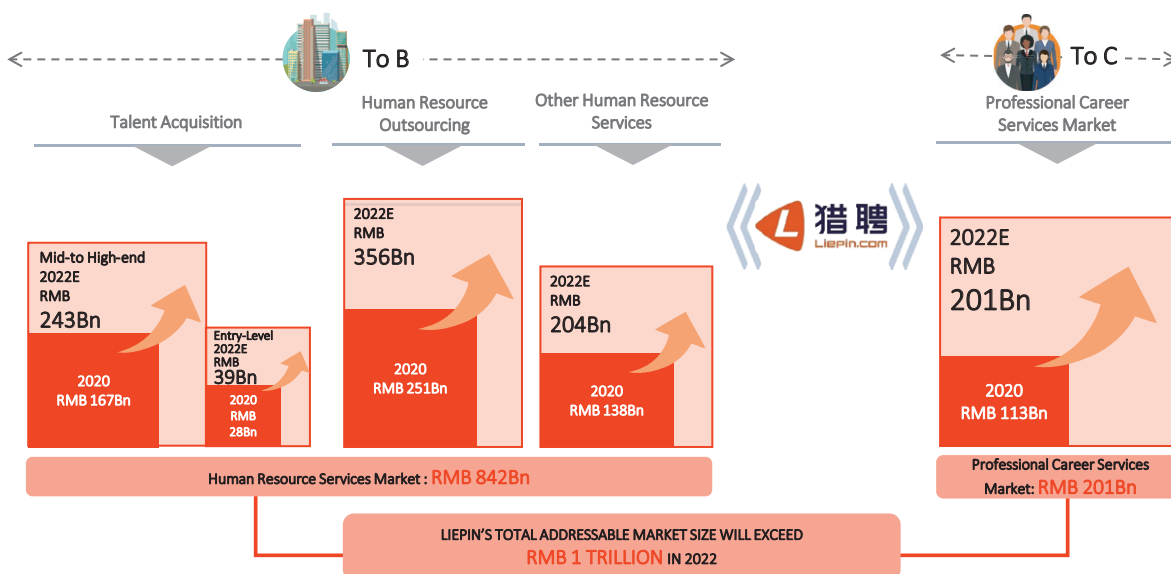 To B
To C
Talent Acquisition
Human Resource
Outsourcing
Other Human Resource
Services
Professional Career
Services Market
Mid-to High-end
2022E
RMB
243Bn
2020
RMB 167Bn
Entry-Level
2022E
RMB
39Bn
2020
RMB
28Bn
2022E
RMB
356Bn
2020
RMB 251Bn
2022E
RMB
204Bn
2020
RMB 138Bn
L
猎聘
Liepin.com
2022E
RMB
201Bn
2020
RMB 113Bn
Human Resource Services Market : RMB 842Bn
Professional Career Services
Market: RMB 201Bn
LIEPIN'S TOTAL ADDRESSABLE MARKET SIZE WILL EXCEED
RMB 1 TRILLION IN 2022